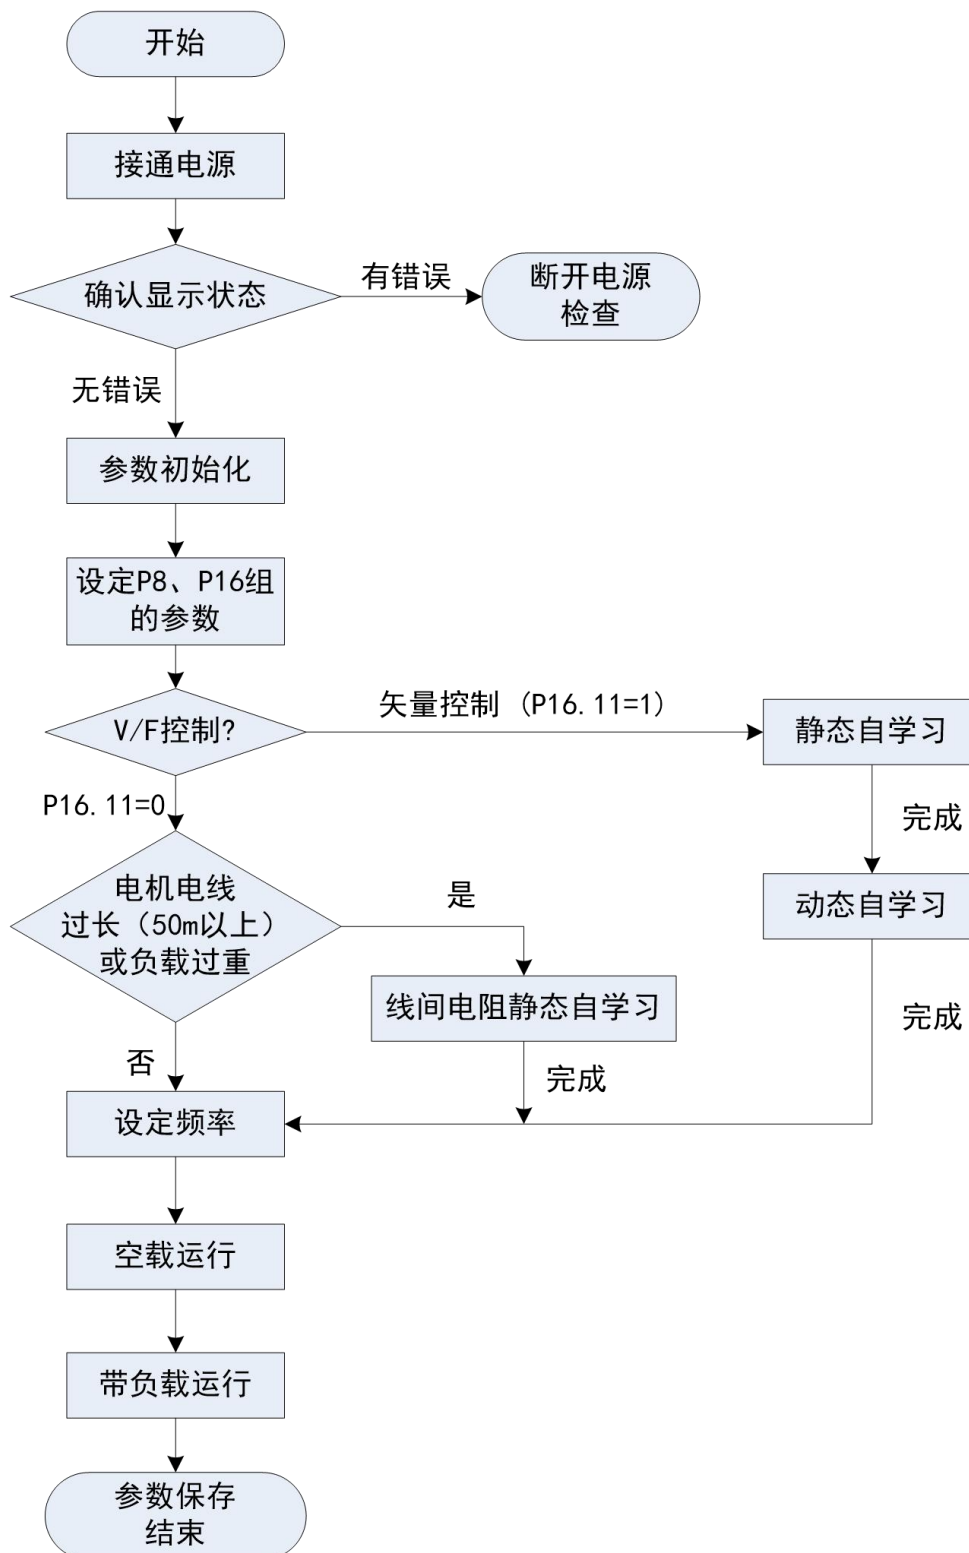 开始
接通电源
确认显示状态
有错误
断开电源
检查
无错误
参数初始化
设定P8、P16组
的参数
V/F控制?
矢量控制 (P16.11=1)
静态自学习
P16.11=0
完成
电机电线
过长（50m以上）
或负载过重
是
动态自学习
线间电阻静态自学习
完成
否
完成
设定频率
空载运行
带负载运行
参数保存
结束